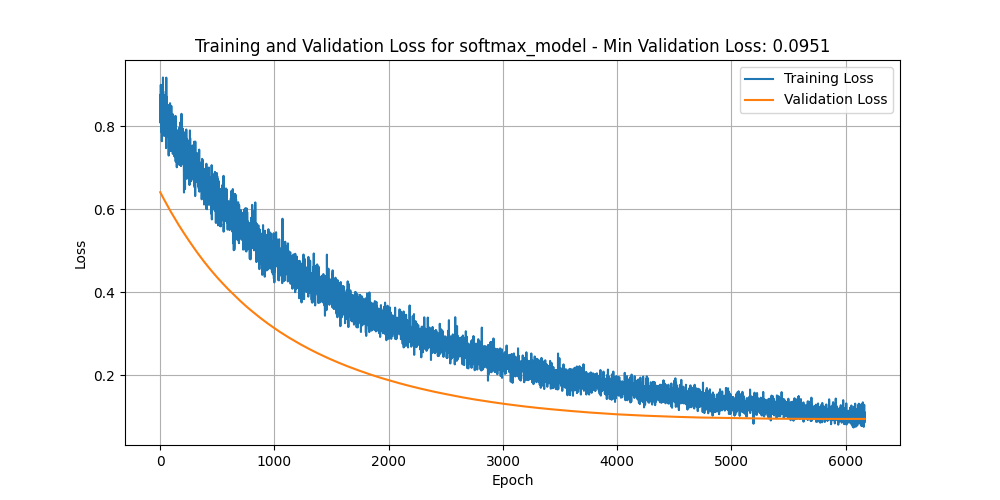 Training and Validation Loss for softmax_model - Min Validation Loss: 0.0951
Training Loss
Validation Loss
0.8
0.6
0.4
0.2
Loss
0 1000 2000 3000 4000 5000 6000
Epoch